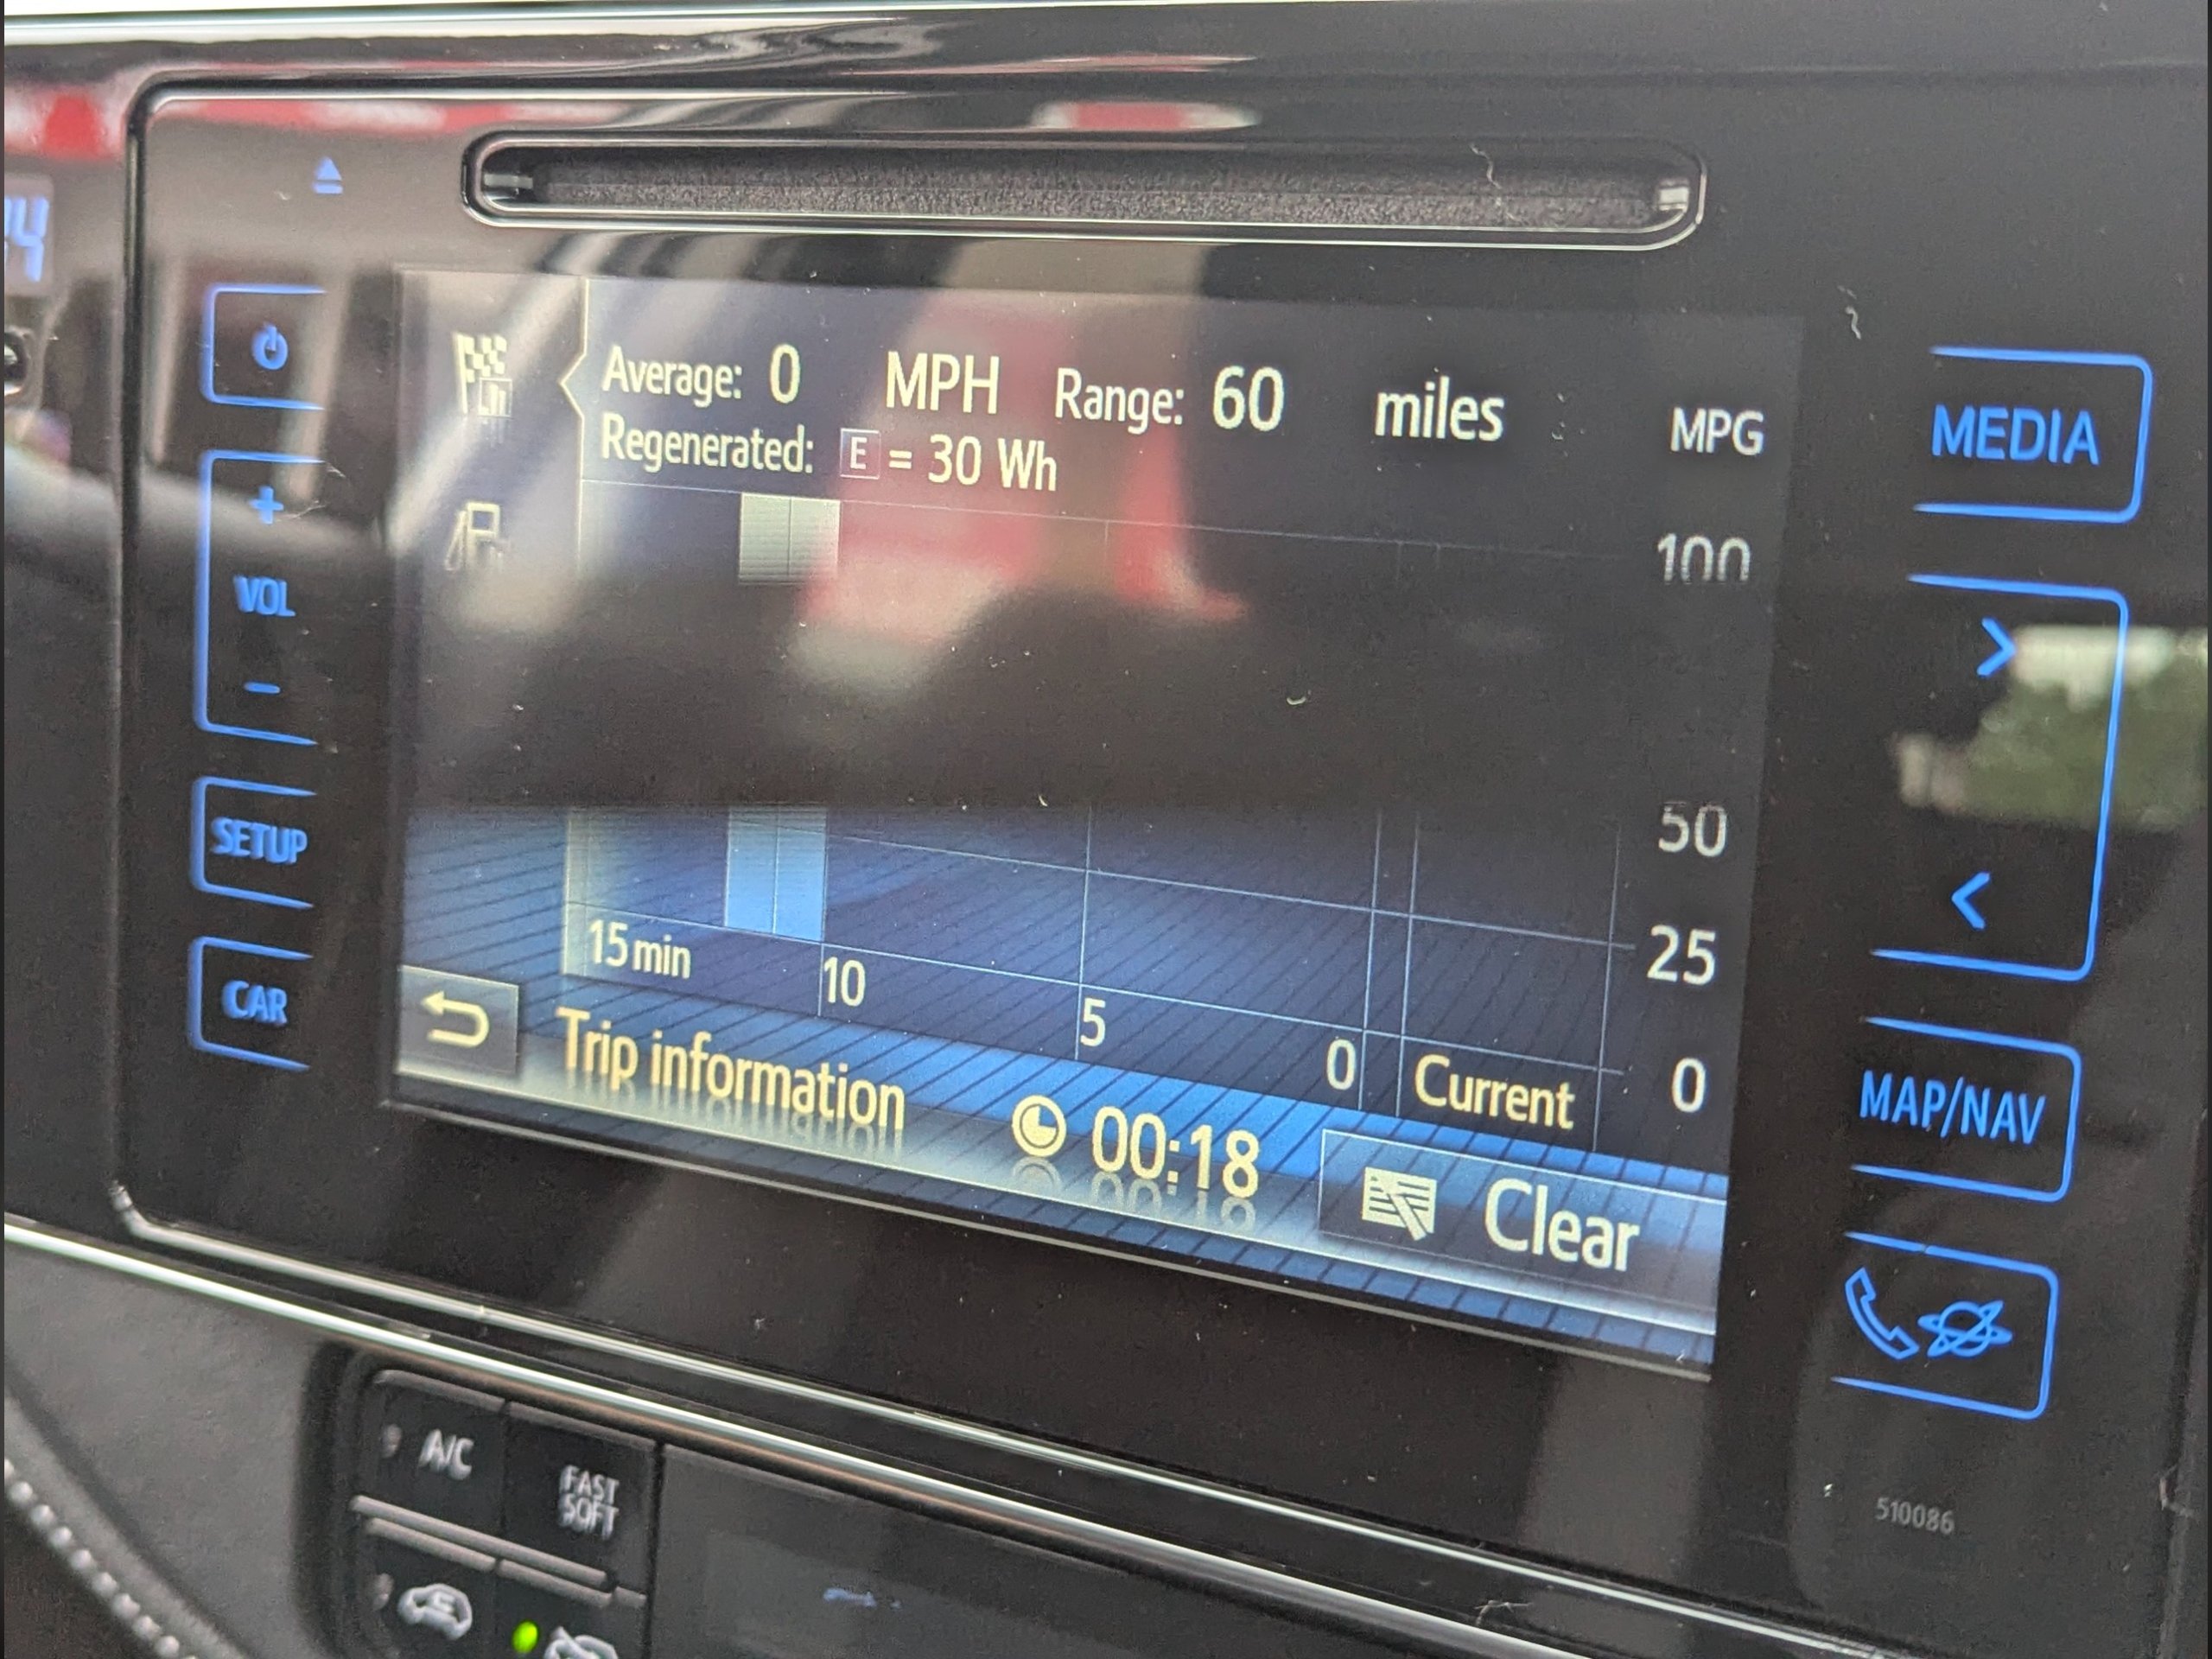 Average: 0 MPH Range: 60 miles
Regenerated: E = 30 Wh
MPG
100
50
25
0
15 min
10
5
0
Current
Trip information
00:18
Clear
VOL
SETUP
CAR
MEDIA
MAP/NAV
A/C
FAST
SOFT
510086